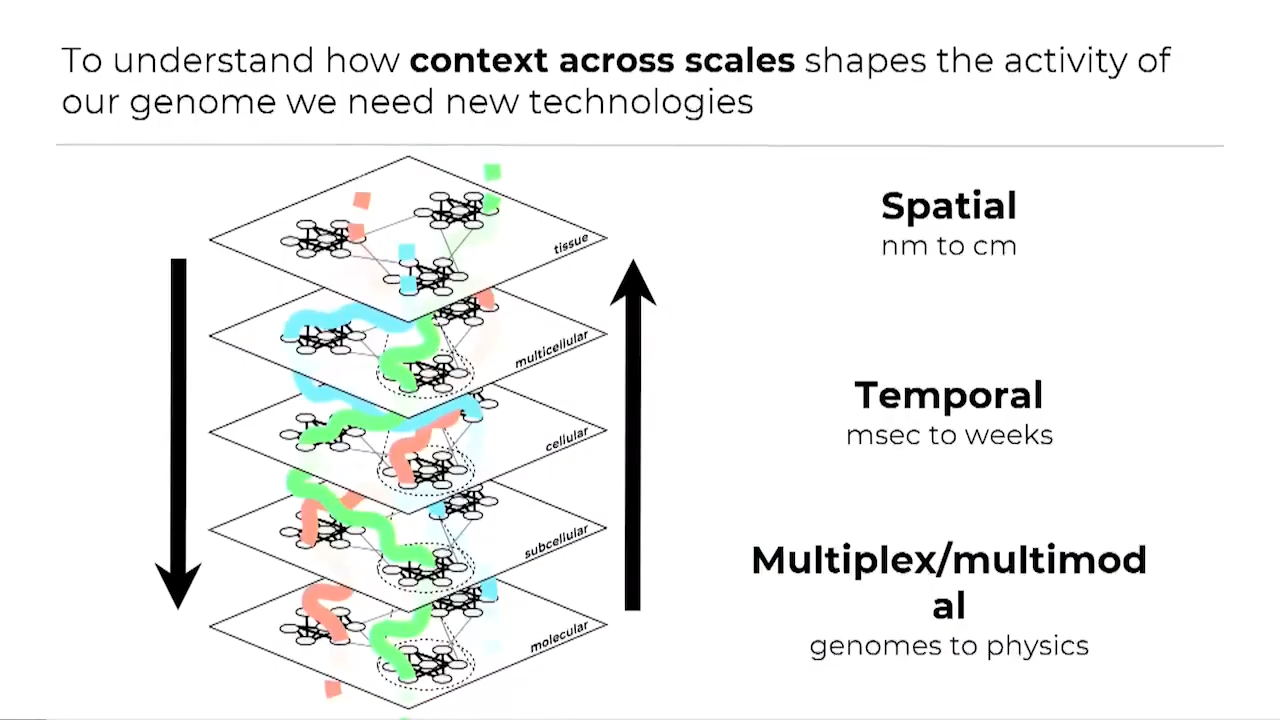 To understand how context across scales shapes the activity of
our genome we need new technologies
tissue
multicellular
cellular
subcellular
molecular
Spatial
nm to cm
Temporal
msec to weeks
Multiplex/multimod
al
genomes to physics